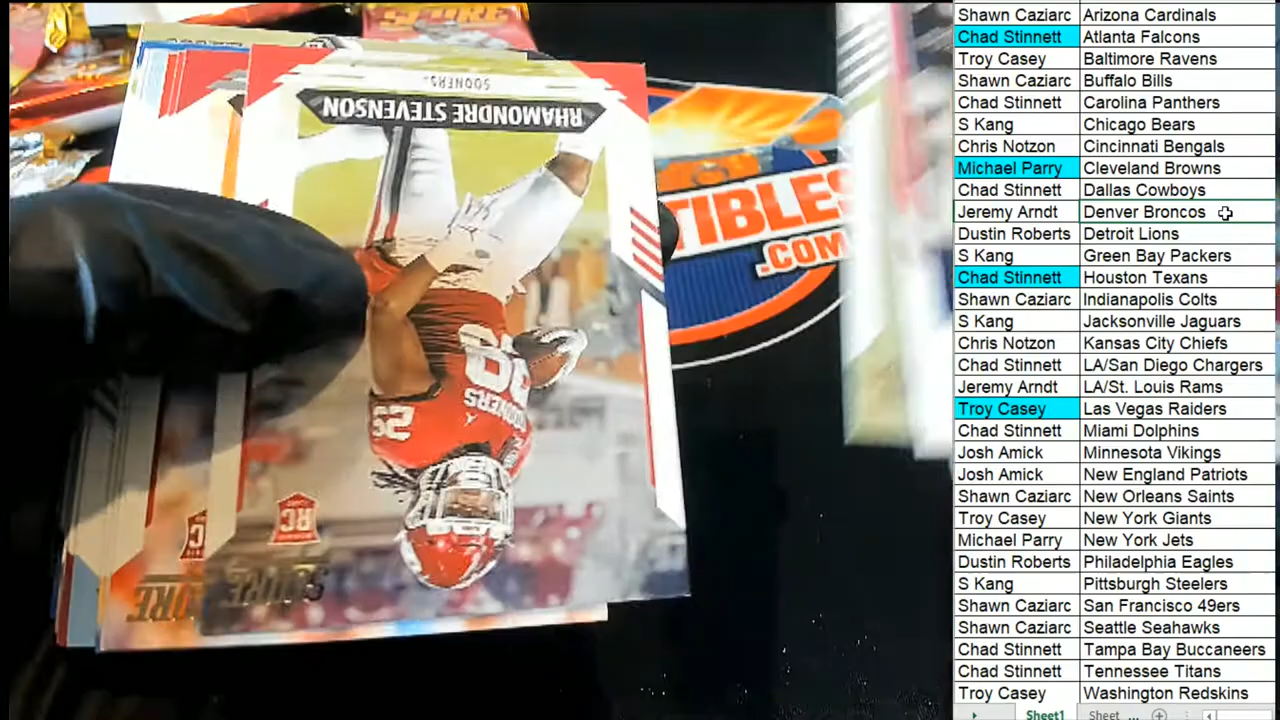 SCORE
SOONERS
RHAMONDRE STEVENSON
SOONERS
25
RC
SCORE
TIBLES
.COM
Shawn Caziarc Arizona Cardinals
Chad Stinnett Atlanta Falcons
Troy Casey Baltimore Ravens
Shawn Caziarc Buffalo Bills
Chad Stinnett Carolina Panthers
S Kang Chicago Bears
Chris Notzon Cincinnati Bengals
Michael Parry Cleveland Browns
Chad Stinnett Dallas Cowboys
Jeremy Arndt Denver Broncos
Dustin Roberts Detroit Lions
S Kang Green Bay Packers
Chad Stinnett Houston Texans
Shawn Caziarc Indianapolis Colts
S Kang Jacksonville Jaguars
Chris Notzon Kansas City Chiefs
Chad Stinnett LA/San Diego Chargers
Jeremy Arndt LA/St. Louis Rams
Troy Casey Las Vegas Raiders
Chad Stinnett Miami Dolphins
Josh Amick Minnesota Vikings
Josh Amick New England Patriots
Shawn Caziarc New Orleans Saints
Troy Casey New York Giants
Michael Parry New York Jets
Dustin Roberts Philadelphia Eagles
S Kang Pittsburgh Steelers
Shawn Caziarc San Francisco 49ers
Shawn Caziarc Seattle Seahawks
Chad Stinnett Tampa Bay Buccaneers
Chad Stinnett Tennessee Titans
Troy Casey Washington Redskins
Sheet1 Sheet ...